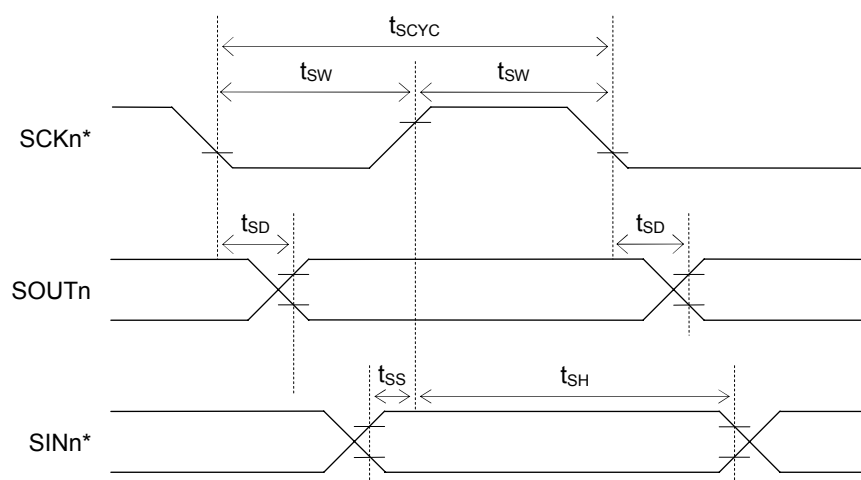 tSCYC
tSW tSW
SCKn*
tSD tSD
SOUTn
tSS tSH
SINn*